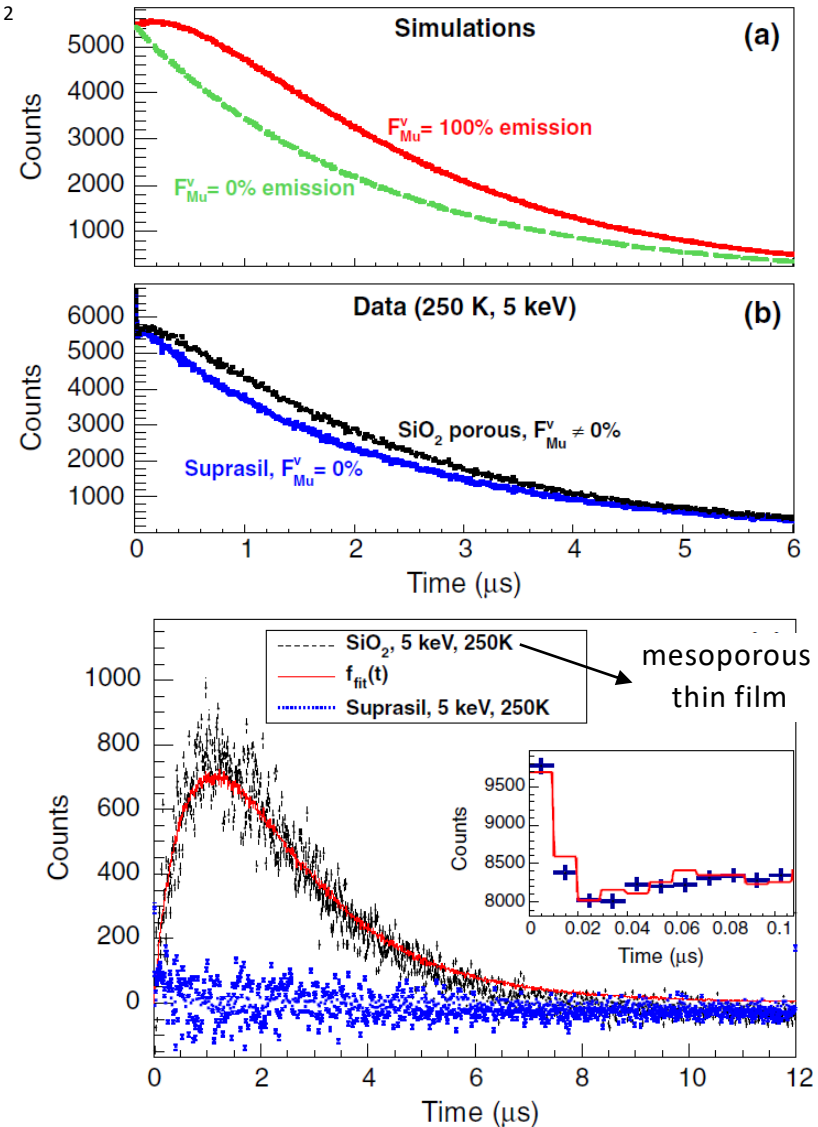 2
Simulations
(a)
5000
4000
3000
2000
1000
Counts
F^v_Mu = 100% emission
F^v_Mu = 0% emission
Data (250 K, 5 keV)
(b)
6000
5000
4000
3000
2000
1000
Counts
SiO₂ porous, F^v_Mu ≠ 0%
Suprasil, F^v_Mu = 0%
0 1 2 3 4 5 6
Time (μs)
SiO₂, 5 keV, 250K
f_fit(t)
Suprasil, 5 keV, 250K
mesoporous
thin film
1000
800
600
400
200
0
Counts
9500
9000
8500
8000
Counts
0 0.02 0.04 0.06 0.08 0.1
Time (μs)
0 2 4 6 8 10 12
Time (μs)